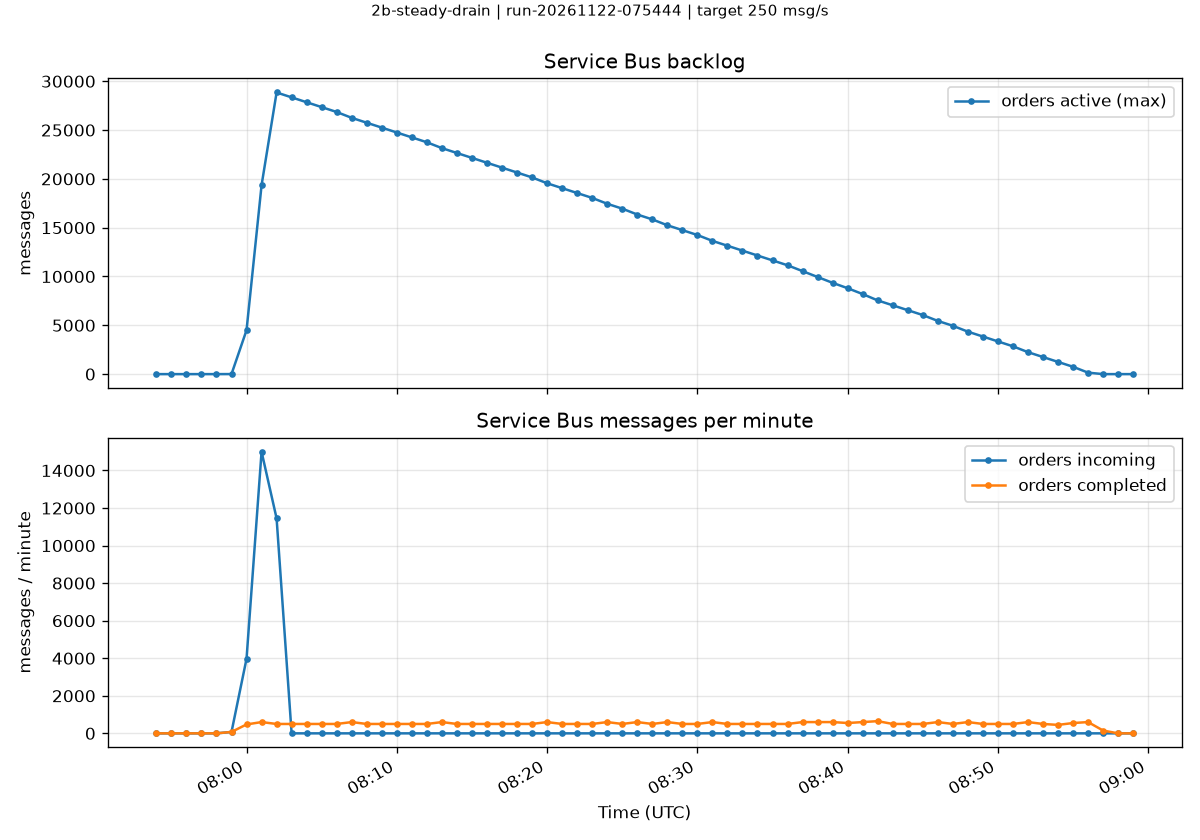 2b-steady-drain | run-20261122-075444 | target 250 msg/s
Service Bus backlog
30000
25000
20000
15000
10000
5000
0
messages
orders active (max)
Service Bus messages per minute
14000
12000
10000
8000
6000
4000
2000
0
messages / minute
orders incoming
orders completed
08:00
08:10
08:20
08:30
08:40
08:50
09:00
Time (UTC)